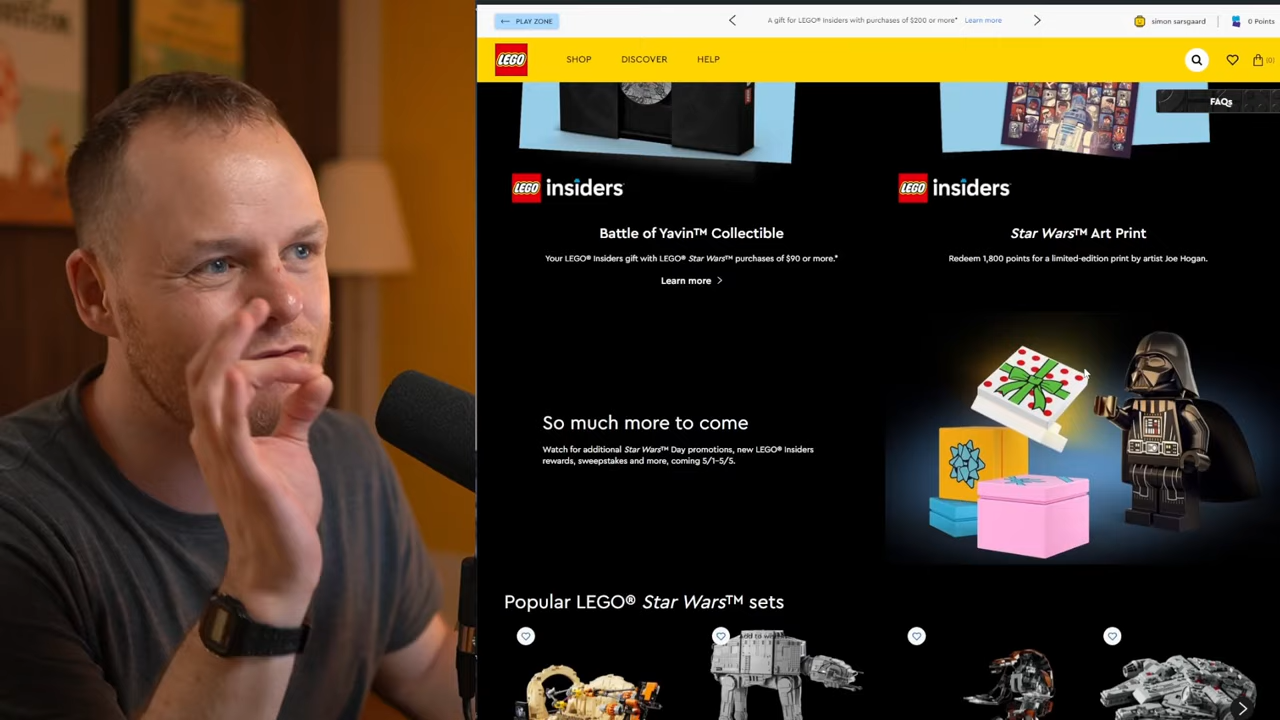 ← PLAY ZONE
A gift for LEGO® Insiders with purchases of $200 or more* Learn more
simon sarsgaard
0 Points
LEGO
SHOP DISCOVER HELP
(0)
FAQs
LEGO insiders
LEGO insiders
Battle of Yavin™ Collectible
Your LEGO® Insiders gift with LEGO® Star Wars™ purchases of $90 or more.*
Learn more >
Star Wars™ Art Print
Redeem 1,800 points for a limited-edition print by artist Joe Hogan.
So much more to come
Watch for additional Star Wars™ Day promotions, new LEGO® Insiders
rewards, sweepstakes and more, coming 5/1–5/5.
Popular LEGO® Star Wars™ sets